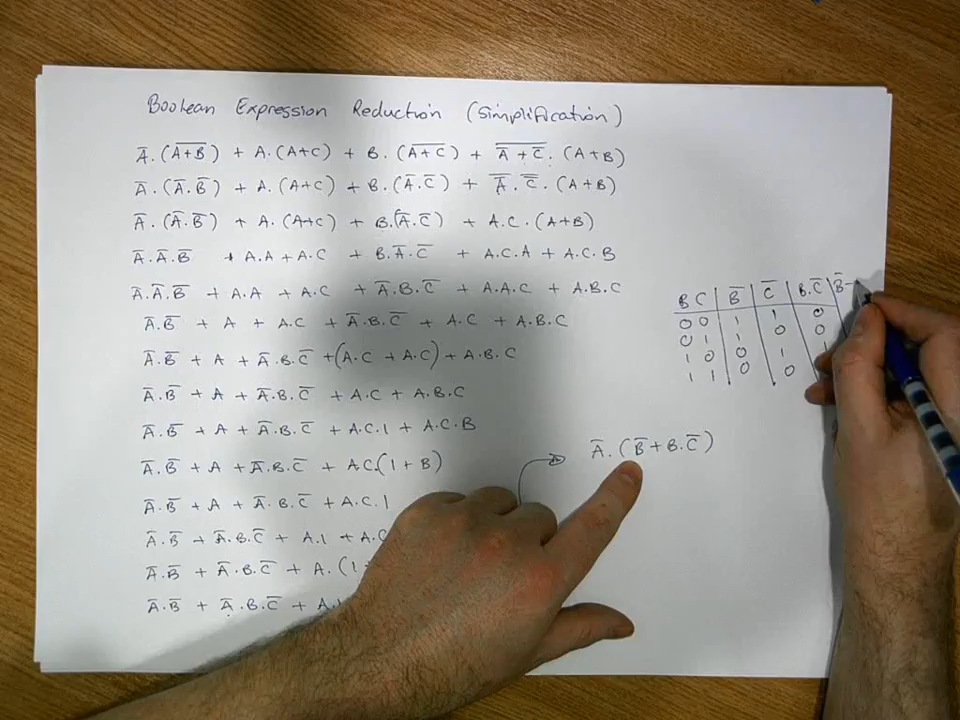 Boolean Expression Reduction (Simplification)
A̅.(A̅+̅B̅) + A.(A+C) + B.(A̅+̅C̅) + A̿+̅C̿.(A+B)
A̅.(A̅.B̅) + A.(A+C) + B.(A̅.C̅) + A̿.C̿.(A+B)
A̅.(A̅.B̅) + A.(A+C) + B.(A̅.C̅) + A.C.(A+B)
A̅.A̅.B̅ + A.A + A.C + B.A̅.C̅ + A.C.A + A.C.B
A̅.A̅.B̅ + A.A + A.C + A̅.B.C̅ + A.A.C + A.B.C
A̅.B̅ + A + A.C + A̅.B.C̅ + A.C + A.B.C
A̅.B̅ + A + A̅.B.C̅ + (A.C + A.C) + A.B.C
A̅.B̅ + A + A̅.B.C̅ + A.C + A.B.C
A̅.B̅ + A + A̅.B.C̅ + A.C.1 + A.C.B
A̅.B̅ + A + A̅.B.C̅ + A.C.(1+B)
A̅.B̅ + A + A̅.B.C̅ + A.C.1
A̅.B̅ + A̅.B.C̅ + A.1 + A.C
A̅.B̅ + A̅.B.C̅ + A.(1
A̅.B̅ + A̅.B.C̅ + A.
A̅.(B̅+B.C̅)
B C B̅ C̅ B.C̅ B̅
0 0 1 1 0
0 1 1 0 0
1 0 0 1 1
1 1 0 0